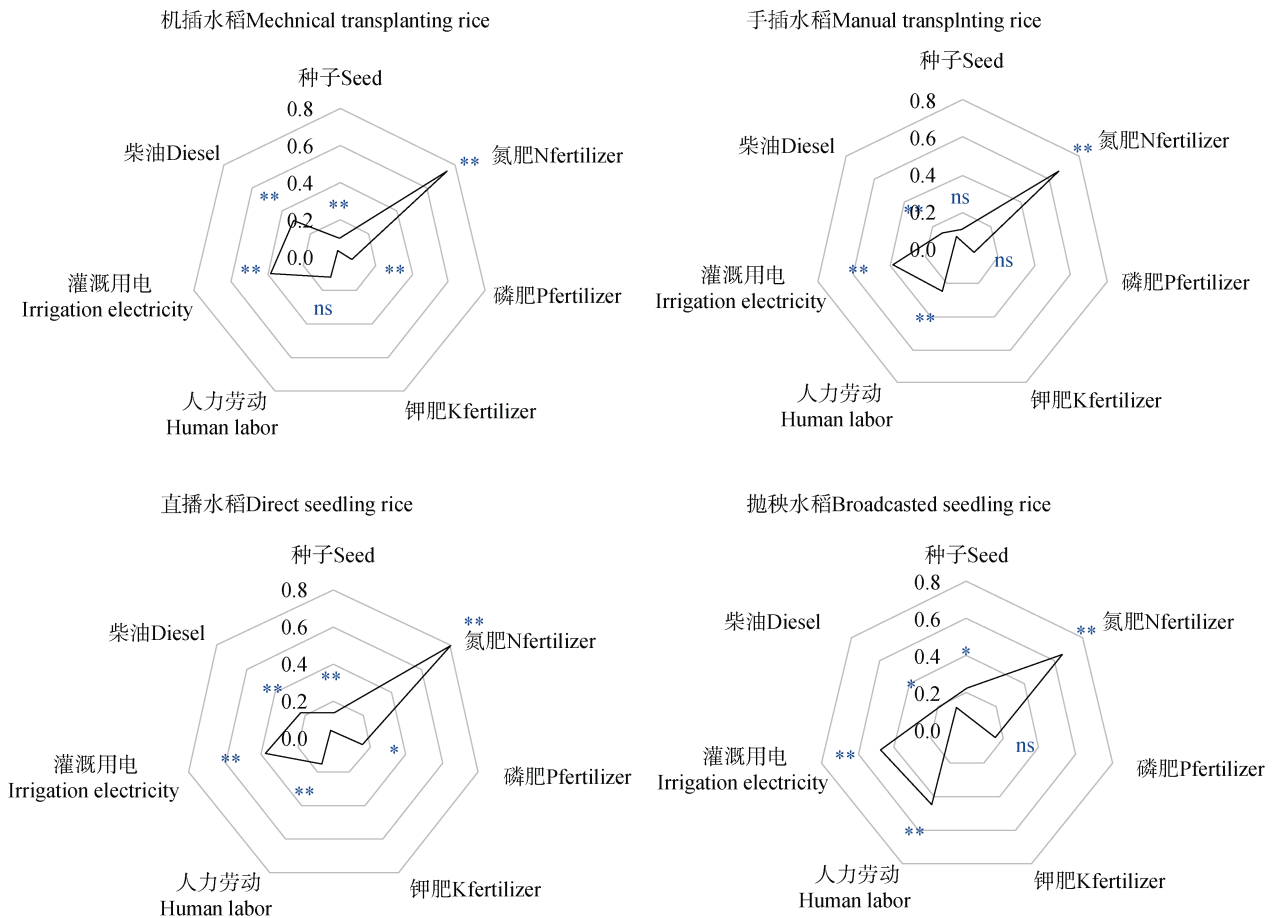 机插水稻Mechnical transplanting rice
种子Seed
0.8
0.6
0.4
0.2
0.0
**
氮肥Nfertilizer
柴油Diesel
**
**
灌溉用电
Irrigation electricity
**
**
磷肥Pfertilizer
ns
人力劳动
Human labor
钾肥Kfertilizer
手插水稻Manual transplnting rice
种子Seed
0.8
0.6
0.4
0.2
0.0
**
氮肥Nfertilizer
柴油Diesel
ns
**
灌溉用电
Irrigation electricity
**
ns
磷肥Pfertilizer
**
人力劳动
Human labor
钾肥Kfertilizer
直播水稻Direct seedling rice
种子Seed
0.8
0.6
0.4
0.2
0.0
**
氮肥Nfertilizer
柴油Diesel
**
**
灌溉用电
Irrigation electricity
**
*
磷肥Pfertilizer
**
人力劳动
Human labor
钾肥Kfertilizer
抛秧水稻Broadcasted seedling rice
种子Seed
0.8
0.6
0.4
0.2
0.0
**
氮肥Nfertilizer
柴油Diesel
*
*
灌溉用电
Irrigation electricity
**
ns
磷肥Pfertilizer
**
人力劳动
Human labor
钾肥Kfertilizer